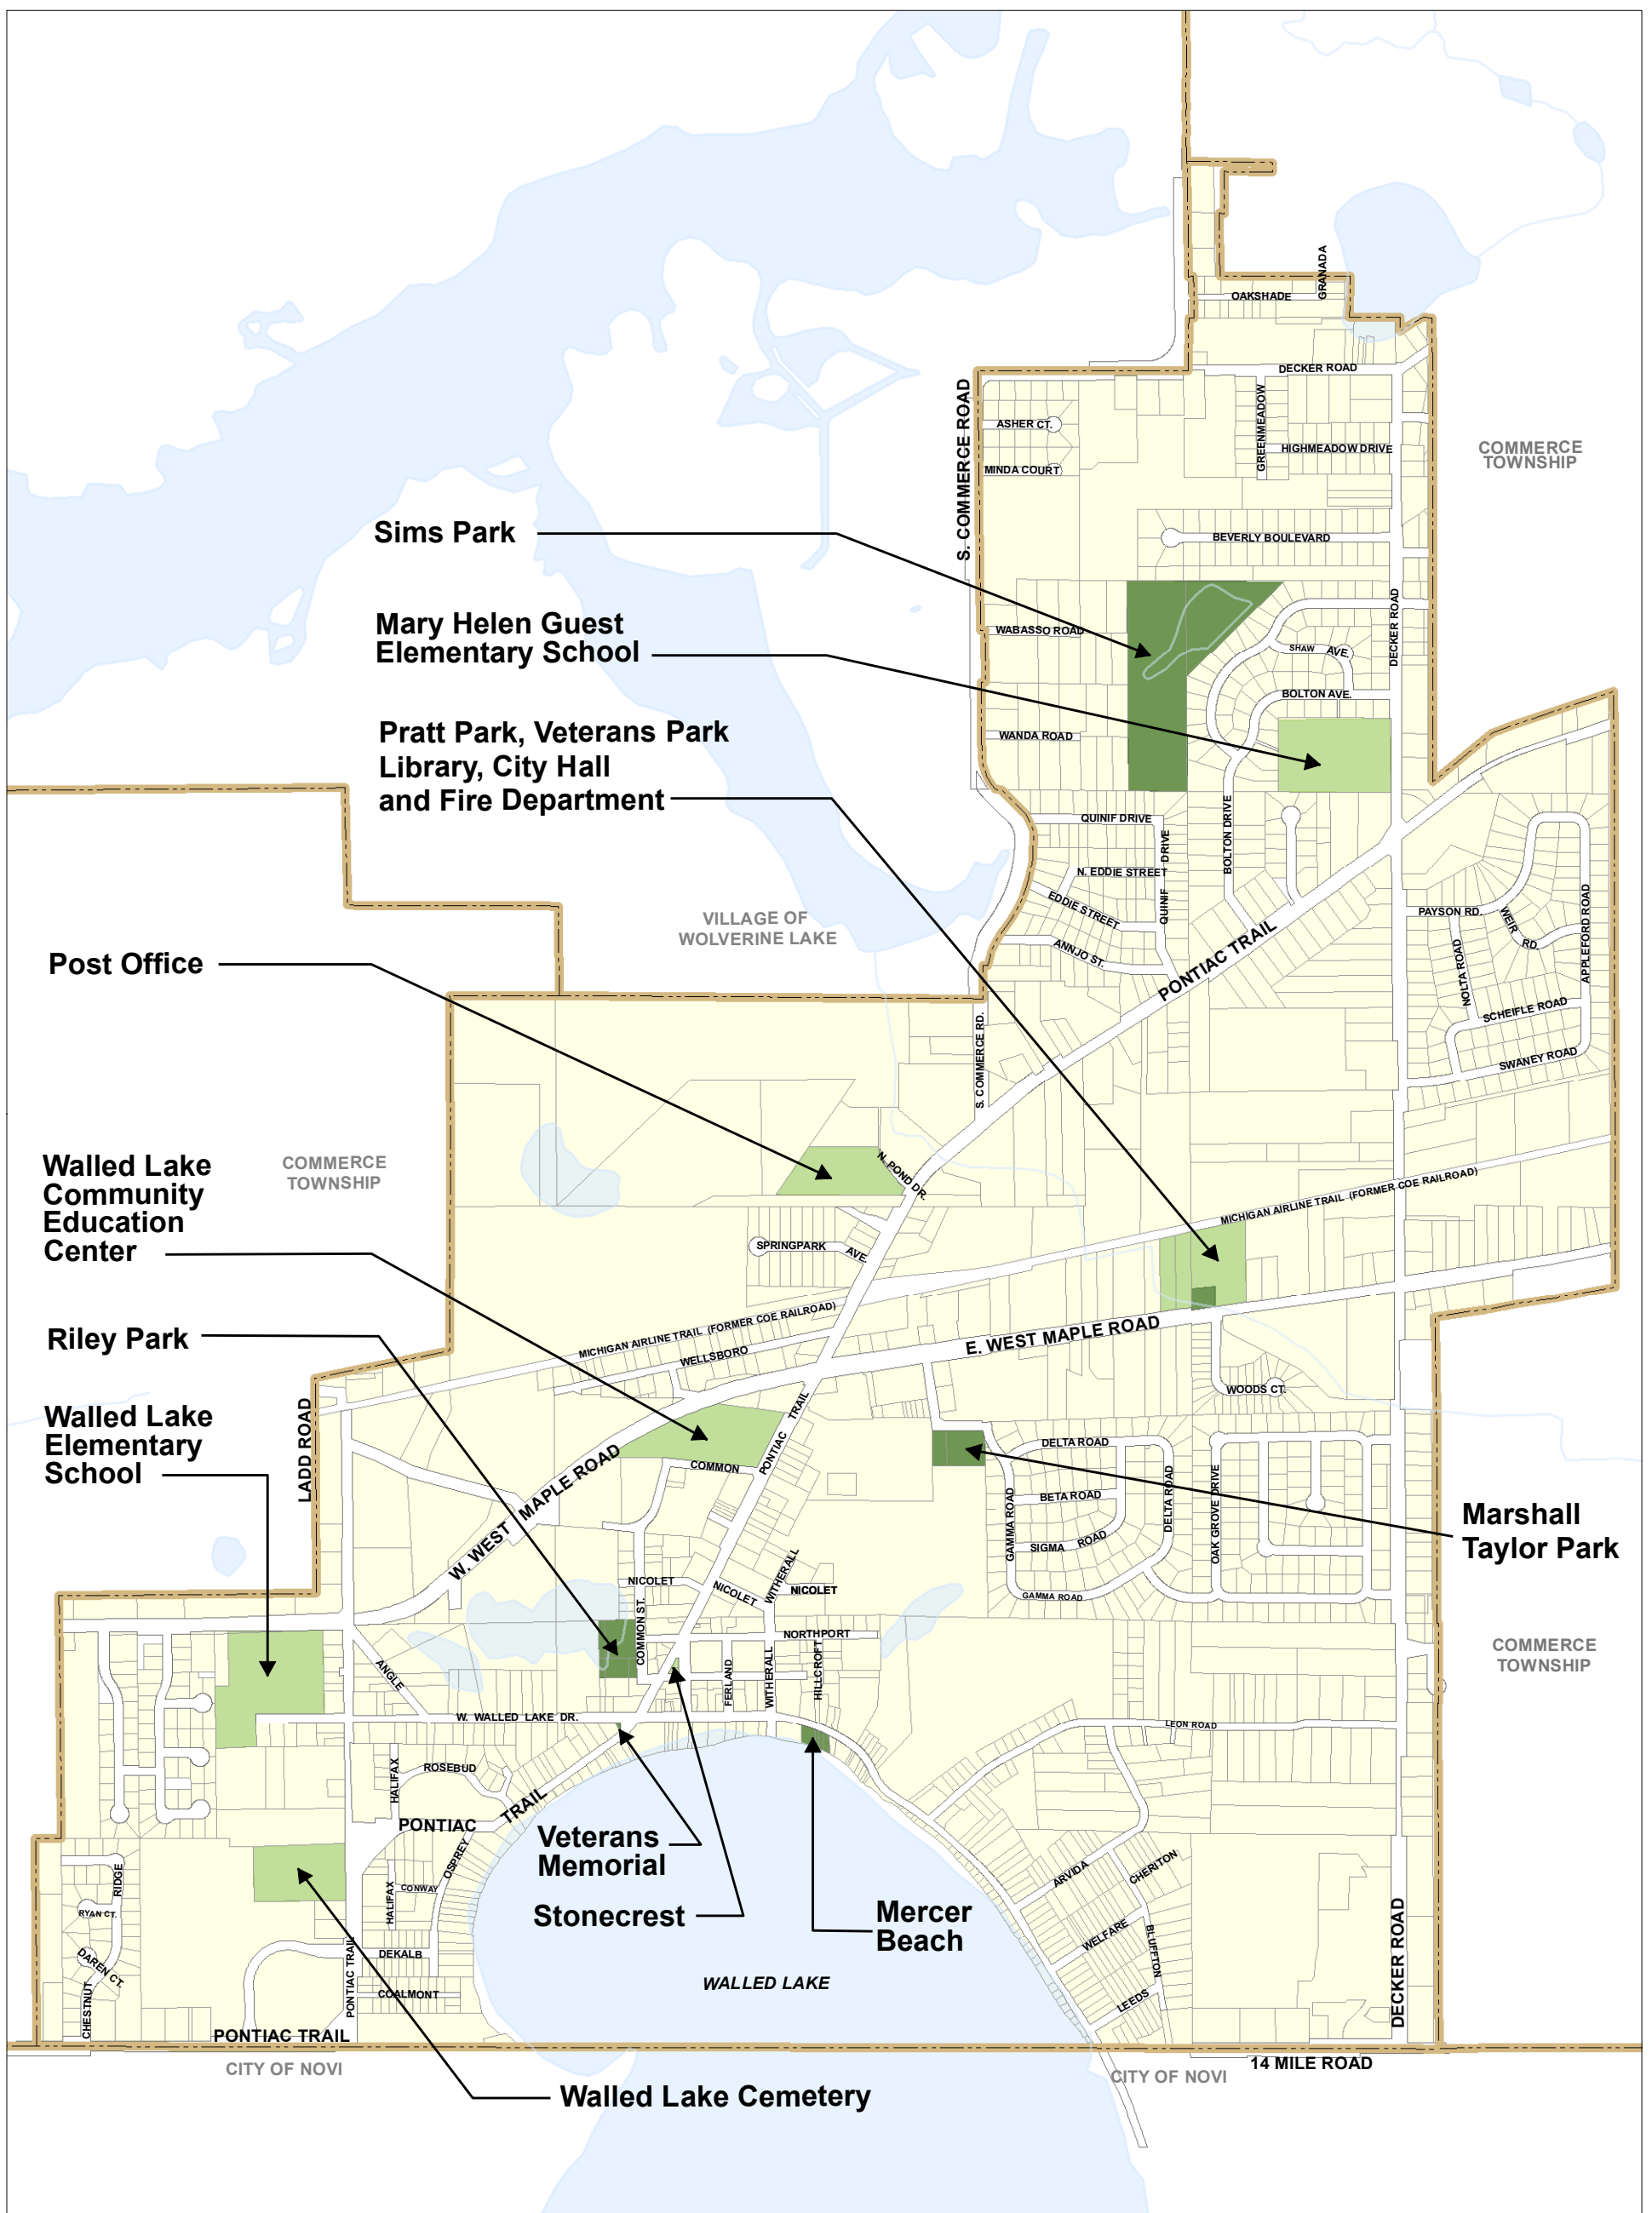 GRANADA
OAKSHADE
DECKER ROAD
S. COMMERCE ROAD
ASHER CT.
GREENMEADOW
HIGHMEADOW DRIVE
COMMERCE
TOWNSHIP
MINDA COURT
Sims Park
BEVERLY BOULEVARD
Mary Helen Guest
Elementary School
WABASSO ROAD
DECKER ROAD
SHAW AVE.
BOLTON AVE.
Pratt Park, Veterans Park
Library, City Hall
and Fire Department
WANDA ROAD
QUINIF DRIVE
QUINIF DRIVE
BOLTON DRIVE
N. EDDIE STREET
EDDIE STREET
ANNJO ST.
VILLAGE OF
WOLVERINE LAKE
PONTIAC TRAIL
PAYSON RD.
WEIR RD.
NOLTA ROAD
APPLEFORD ROAD
SCHEIFLE ROAD
SWANEY ROAD
Post Office
S. COMMERCE RD.
N. POND DR.
Walled Lake
Community
Education
Center
COMMERCE
TOWNSHIP
MICHIGAN AIRLINE TRAIL (FORMER COE RAILROAD)
SPRINGPARK AVE
MICHIGAN AIRLINE TRAIL (FORMER COE RAILROAD)
WELLSBORO
E. WEST MAPLE ROAD
Riley Park
WOODS CT.
Walled Lake
Elementary
School
LADD ROAD
PONTIAC TRAIL
COMMON
W. WEST MAPLE ROAD
DELTA ROAD
BETA ROAD
GAMMA ROAD
SIGMA ROAD
DELTA ROAD
OAK GROVE DRIVE
GAMMA ROAD
Marshall
Taylor Park
NICOLET
NICOLET
WITHERALL
NICOLET
COMMON ST.
NORTHPORT
FERLAND
WITHERALL
HILLCROFT
COMMERCE
TOWNSHIP
ANGLE
W. WALLED LAKE DR.
LEON ROAD
HALIFAX
ROSEBUD
PONTIAC TRAIL
Veterans
Memorial
OSPREY
CONWAY
HALIFAX
Stonecrest
Mercer
Beach
ARVIDA
CHERITON
WELFARE
BLUFFTON
LEEDS
RIDGE
RYAN CT.
DAREN CT.
CHESTNUT
DEKALB
COALMONT
PONTIAC TRAIL
WALLED LAKE
DECKER ROAD
PONTIAC TRAIL
CITY OF NOVI
14 MILE ROAD
CITY OF NOVI
Walled Lake Cemetery